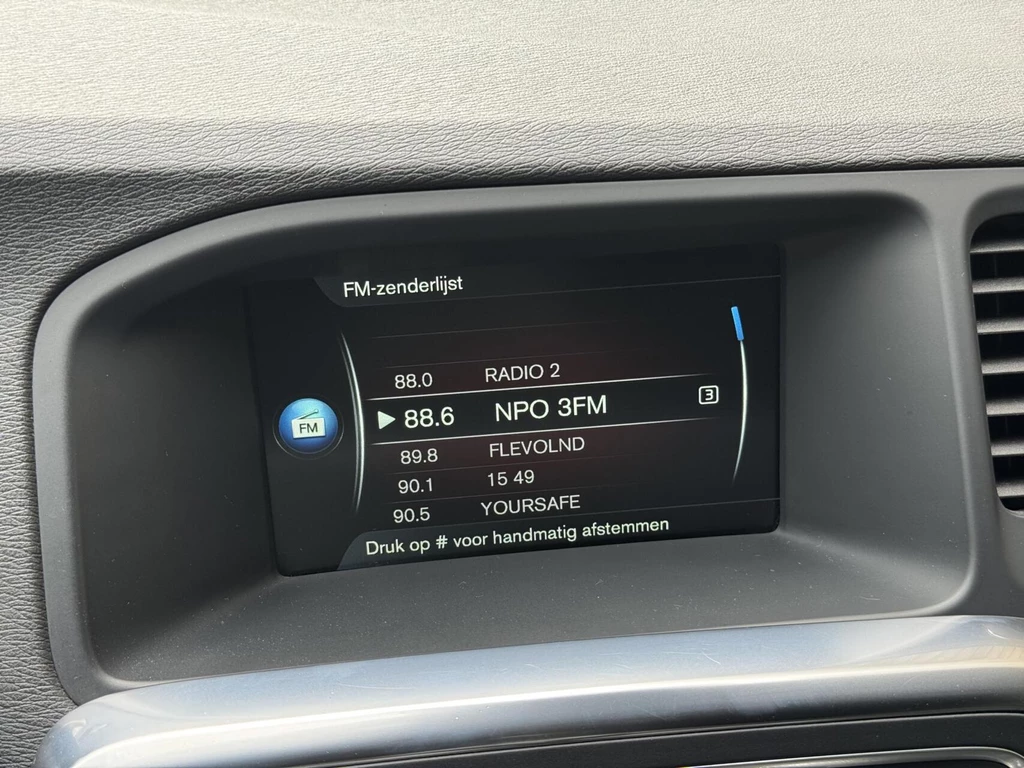 FM-zenderlijst
88.0 RADIO 2
FM
88.6 NPO 3FM 3
89.8 FLEVOLND
90.1 15 49
90.5 YOURSAFE
Druk op # voor handmatig afstemmen